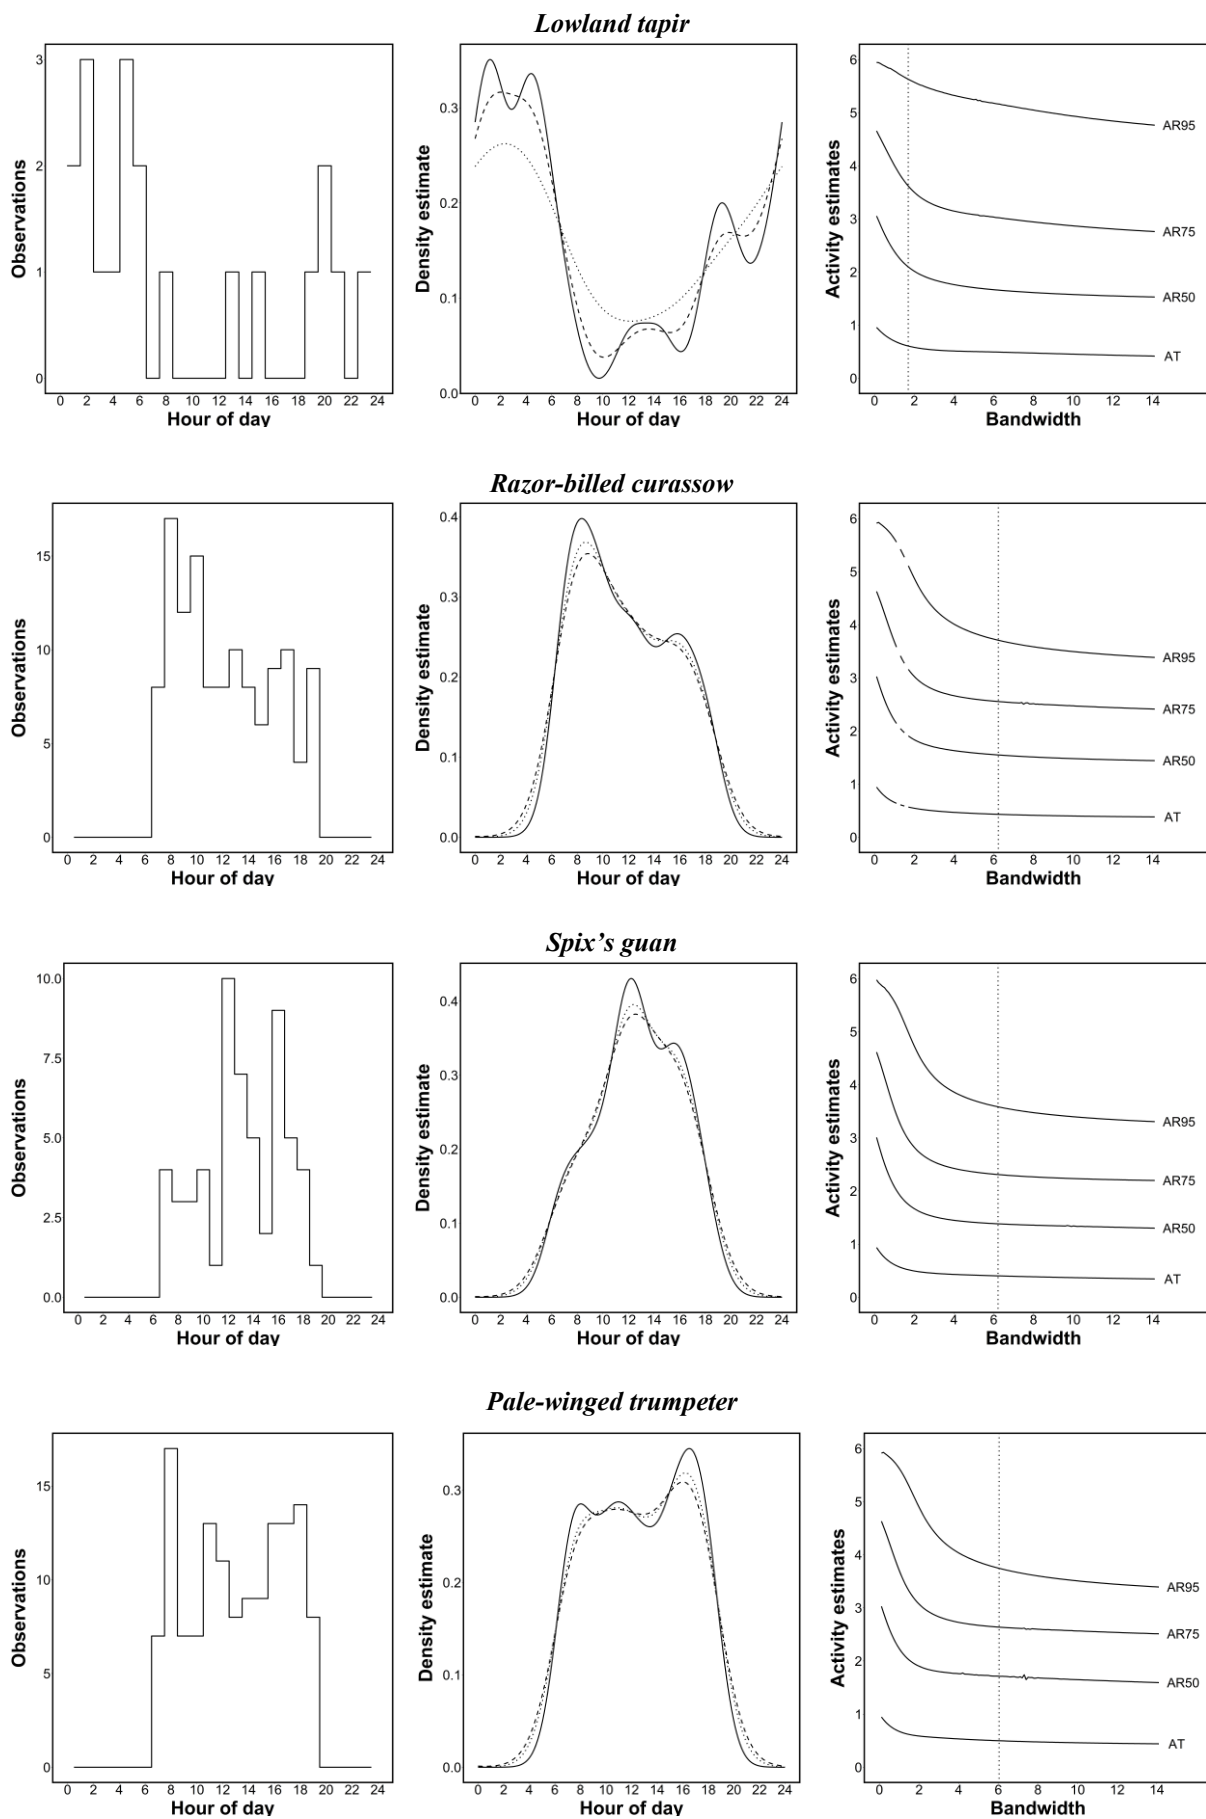 Lowland tapir
3
2
1
0
Observations
0 2 4 6 8 10 12 14 16 18 20 22 24
Hour of day
0.3
0.2
0.1
0.0
Density estimate
0 2 4 6 8 10 12 14 16 18 20 22 24
Hour of day
6
5
4
3
2
1
0
Activity estimates
AR95
AR75
AR50
AT
0 2 4 6 8 10 12 14
Bandwidth
Razor-billed curassow
15
10
5
0
Observations
0 2 4 6 8 10 12 14 16 18 20 22 24
Hour of day
0.4
0.3
0.2
0.1
0.0
Density estimate
0 2 4 6 8 10 12 14 16 18 20 22 24
Hour of day
6
5
4
3
2
1
0
Activity estimates
AR95
AR75
AR50
AT
0 2 4 6 8 10 12 14
Bandwidth
Spix’s guan
10.0
7.5
5.0
2.5
0.0
Observations
0 2 4 6 8 10 12 14 16 18 20 22 24
Hour of day
0.4
0.3
0.2
0.1
0.0
Density estimate
0 2 4 6 8 10 12 14 16 18 20 22 24
Hour of day
6
5
4
3
2
1
0
Activity estimates
AR95
AR75
AR50
AT
0 2 4 6 8 10 12 14
Bandwidth
Pale-winged trumpeter
15
10
5
0
Observations
0 2 4 6 8 10 12 14 16 18 20 22 24
Hour of day
0.3
0.2
0.1
0.0
Density estimate
0 2 4 6 8 10 12 14 16 18 20 22 24
Hour of day
6
5
4
3
2
1
0
Activity estimates
AR95
AR75
AR50
AT
0 2 4 6 8 10 12 14
Bandwidth